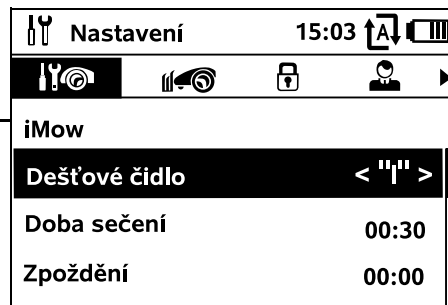 Nastavení 15:03 A
iMow
Dešťové čidlo < "I" >
Doba sečení 00:30
Zpoždění 00:00